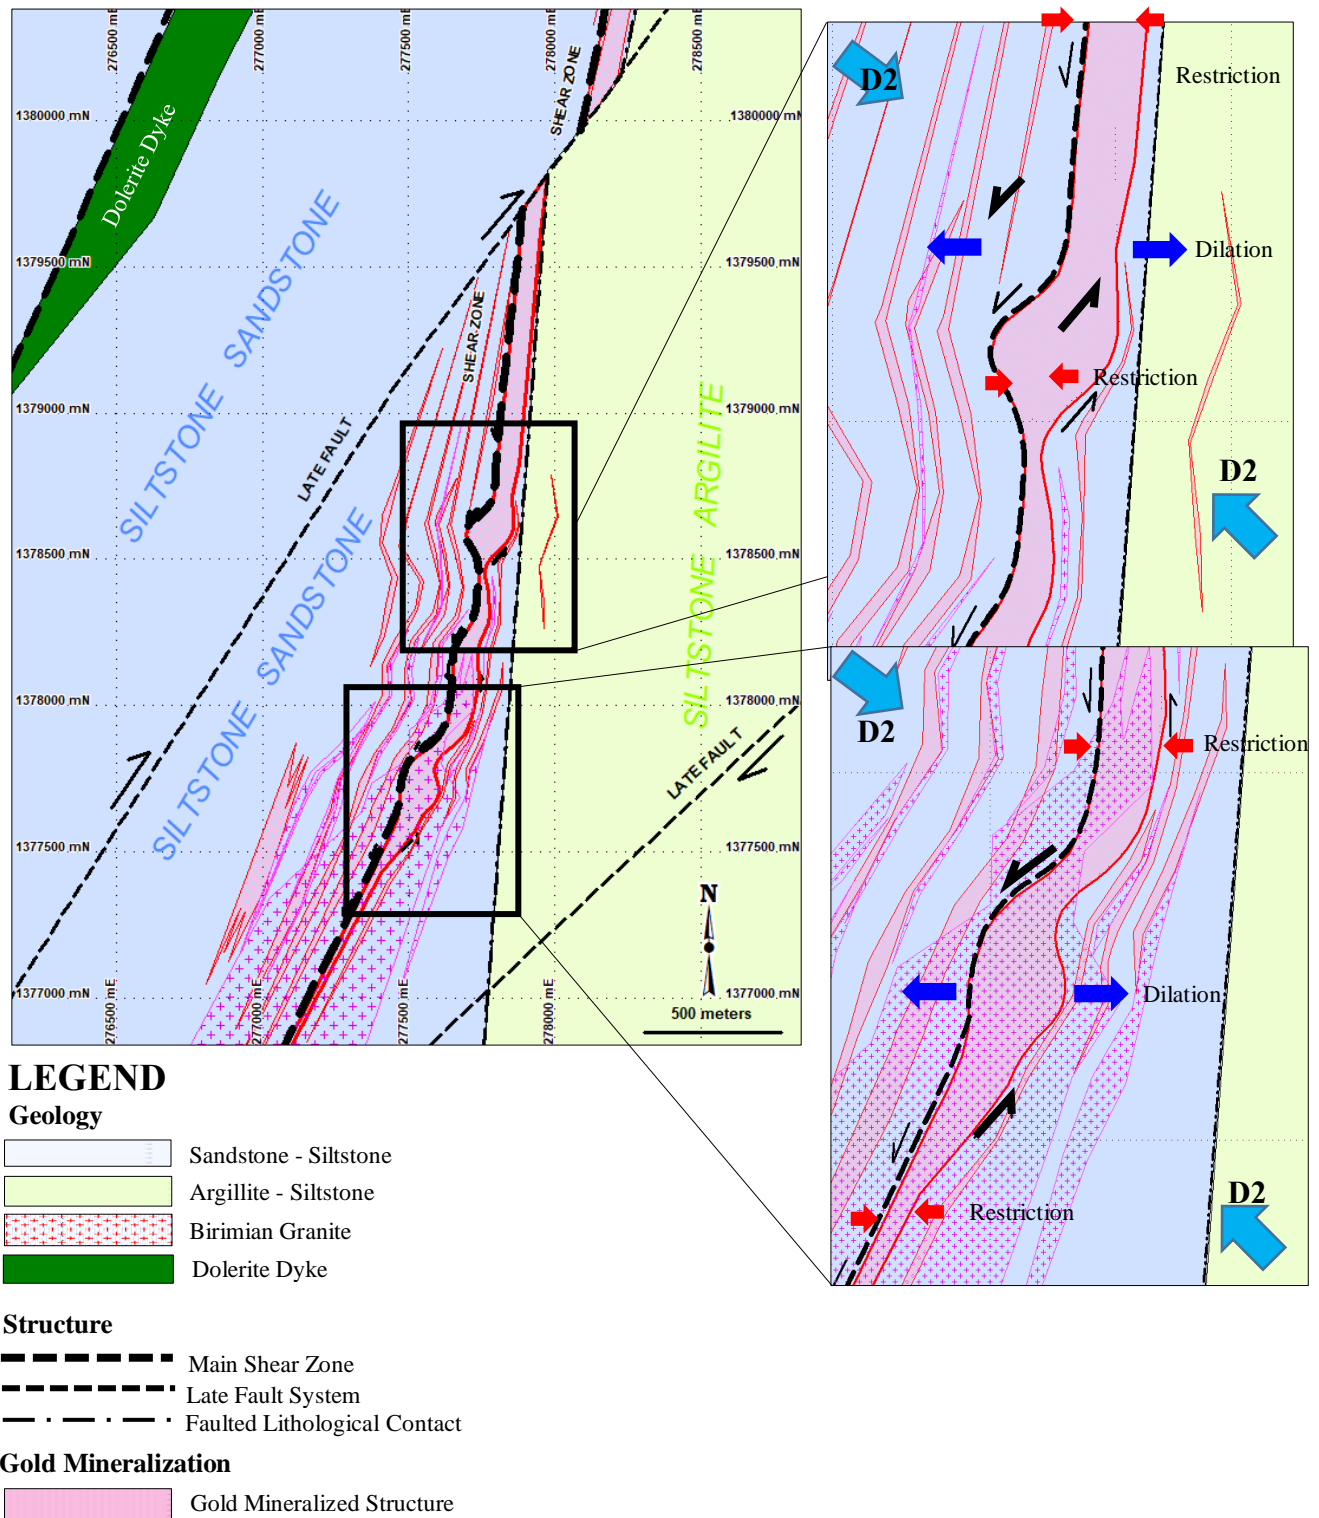 276500 mE
277000 mE
277500 mE
278000 mE
278500 mE
1380000 mN
1380000 mN
SHEAR ZONE
Dolerite Dyke
1379500 mN
1379500 mN
SILTSTONE SANDSTONE
SHEAR ZONE
1379000 mN
1379000 mN
LATE FAULT
SILTSTONE ARGILITE
1378500 mN
1378500 mN
SILTSTONE SANDSTONE
1378000 mN
1378000 mN
LATE FAULT
1377500 mN
1377500 mN
N
1377000 mN
1377000 mN
276500 mE
277000 mE
277500 mE
278000 mE
500 meters
D2
Restriction
Dilation
Restriction
D2
D2
Restriction
Dilation
D2
Restriction
LEGEND
Geology
Sandstone - Siltstone
Argillite - Siltstone
Birimian Granite
Dolerite Dyke
Structure
Main Shear Zone
Late Fault System
Faulted Lithological Contact
Gold Mineralization
Gold Mineralized Structure